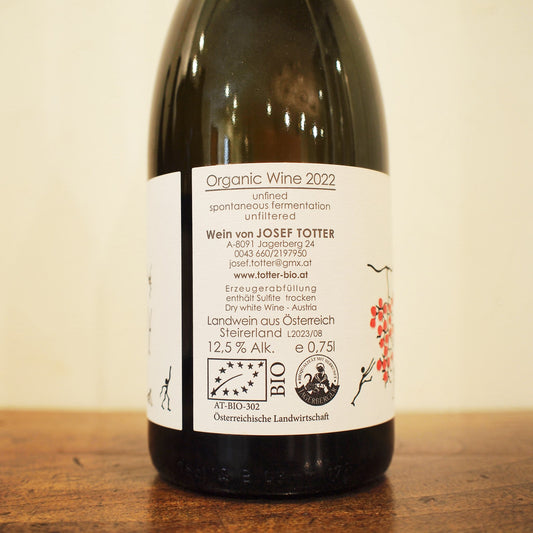 Organic Wine 2022
unfined
spontaneous fermentation
unfiltered
Wein von JOSEF TOTTER
A-8091 Jagerberg 24
0043 660/2197950
josef.totter@gmx.at
www.totter-bio.at
Erzeugerabfüllung
enthält Sulfite trocken
Dry white Wine - Austria
Landwein aus Österreich
Steirerland L2023/08
12,5 % Alk. e 0,75l
BIO
AT-BIO-302
Österreichische Landwirtschaft